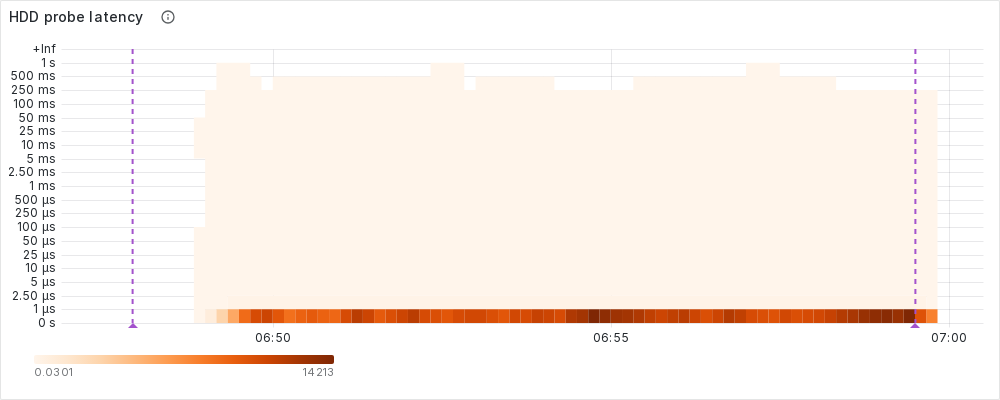 HDD probe latency
+Inf
1 s
500 ms
250 ms
100 ms
50 ms
25 ms
10 ms
5 ms
2.50 ms
1 ms
500 µs
250 µs
100 µs
50 µs
25 µs
10 µs
5 µs
2.50 µs
1 µs
0 s
06:50 06:55 07:00
0.0301 14213